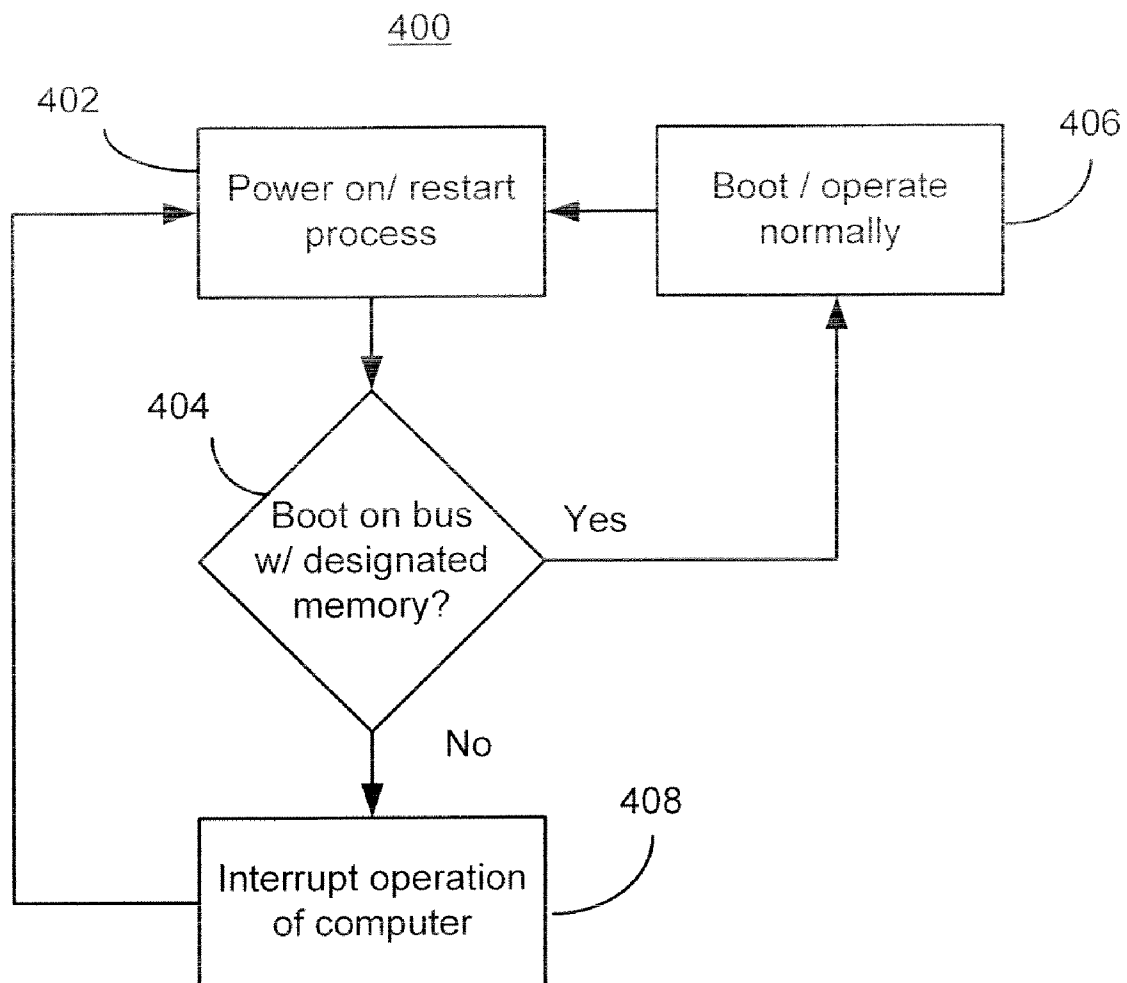 400
402
Power on/ restart
process
406
Boot / operate
normally
404
Boot on bus
w/ designated
memory?
Yes
No
408
Interrupt operation
of computer